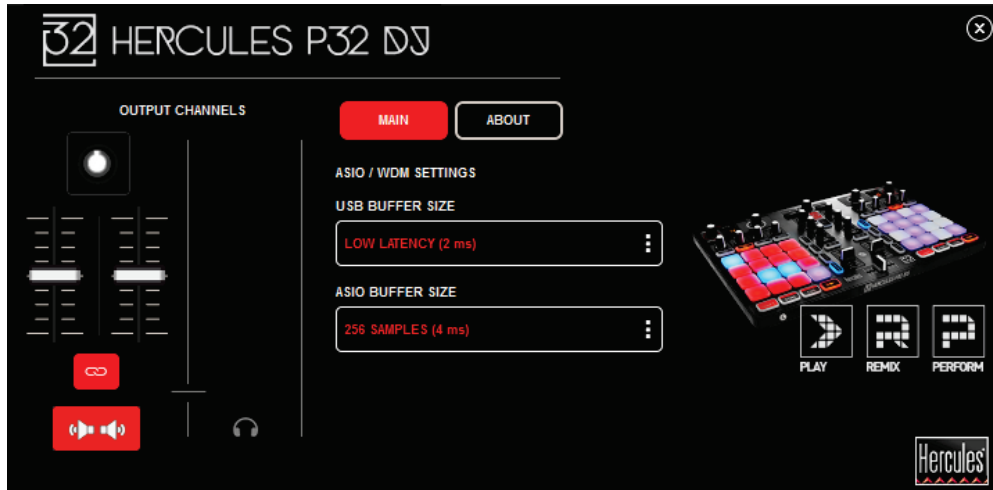 32 HERCULES P32 DJ
OUTPUT CHANNELS
MAIN
ABOUT
ASIO / WDM SETTINGS
USB BUFFER SIZE
LOW LATENCY (2 ms)
ASIO BUFFER SIZE
256 SAMPLES (4 ms)
PLAY
REMIX
PERFORM
Hercules